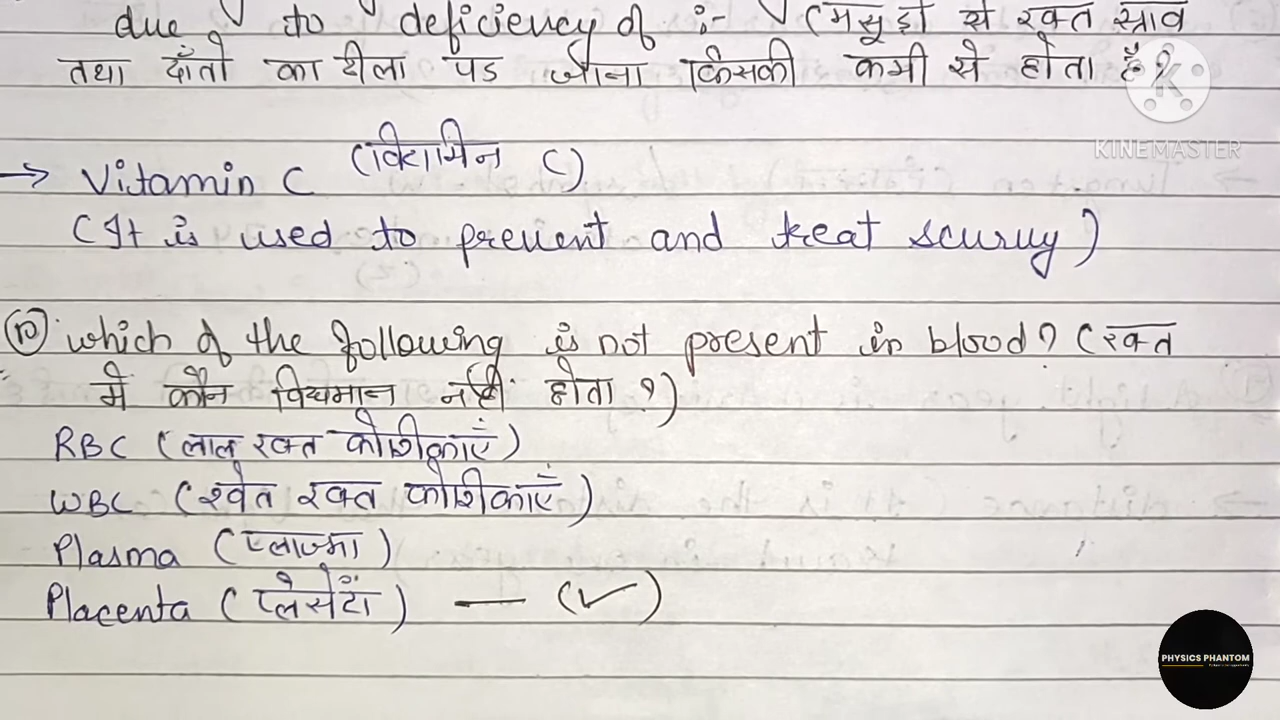 due to deficiency of :- (मसूड़ों से रक्त स्राव
तथा दाँतो का ढीला पड जाना किसकी कमी से होता है?
KINEMASTER
→ Vitamin C (विटामिन C)
(It is used to prevent and treat scurvy)
10. which of the following is not present in blood? (रक्त
मे कौन विद्यमान नही होता?)
RBC (लाल रक्त कोशीकाएँ)
WBC (श्वेत रक्त कोशीकाएँ)
Plasma (प्लाज्मा)
Placenta (प्लेसेंटा) — (✓)
PHYSICS PHANTOM